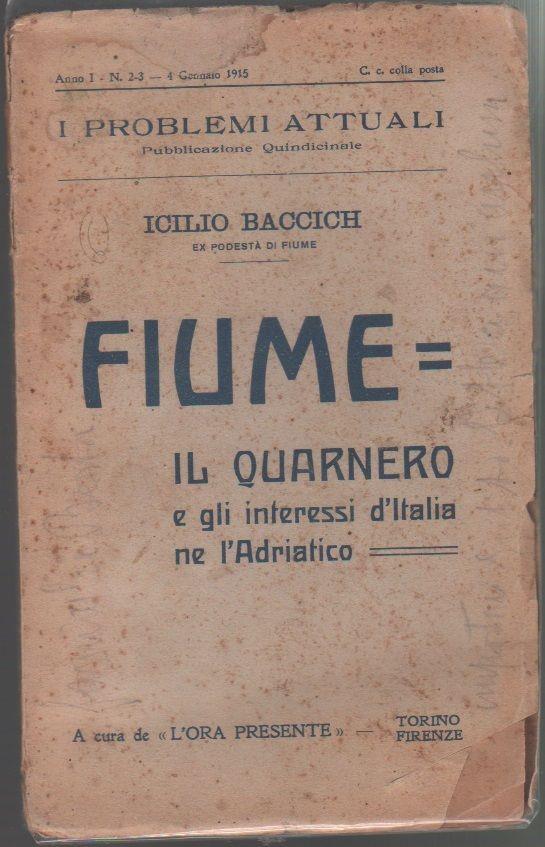 Anno I - N. 2-3 — 4 Gennaio 1915 C. c. colla posta
I PROBLEMI ATTUALI
Pubblicazione Quindicinale
ICILIO BACCICH
EX PODESTÀ DI FIUME
FIUME =
IL QUARNERO
e gli interessi d'Italia
ne l'Adriatico
A cura de « L'ORA PRESENTE » — TORINO
FIRENZE